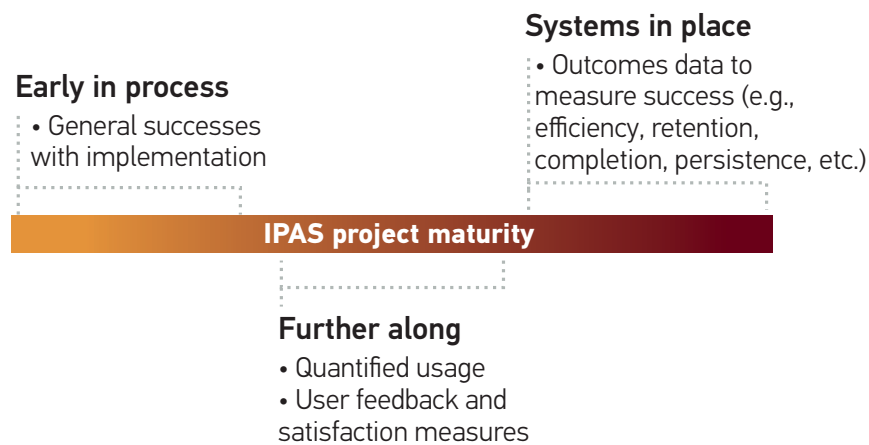 Early in process
• General successes
with implementation
Systems in place
• Outcomes data to
measure success (e.g.,
efficiency, retention,
completion, persistence, etc.)
IPAS project maturity
Further along
• Quantified usage
• User feedback and
satisfaction measures